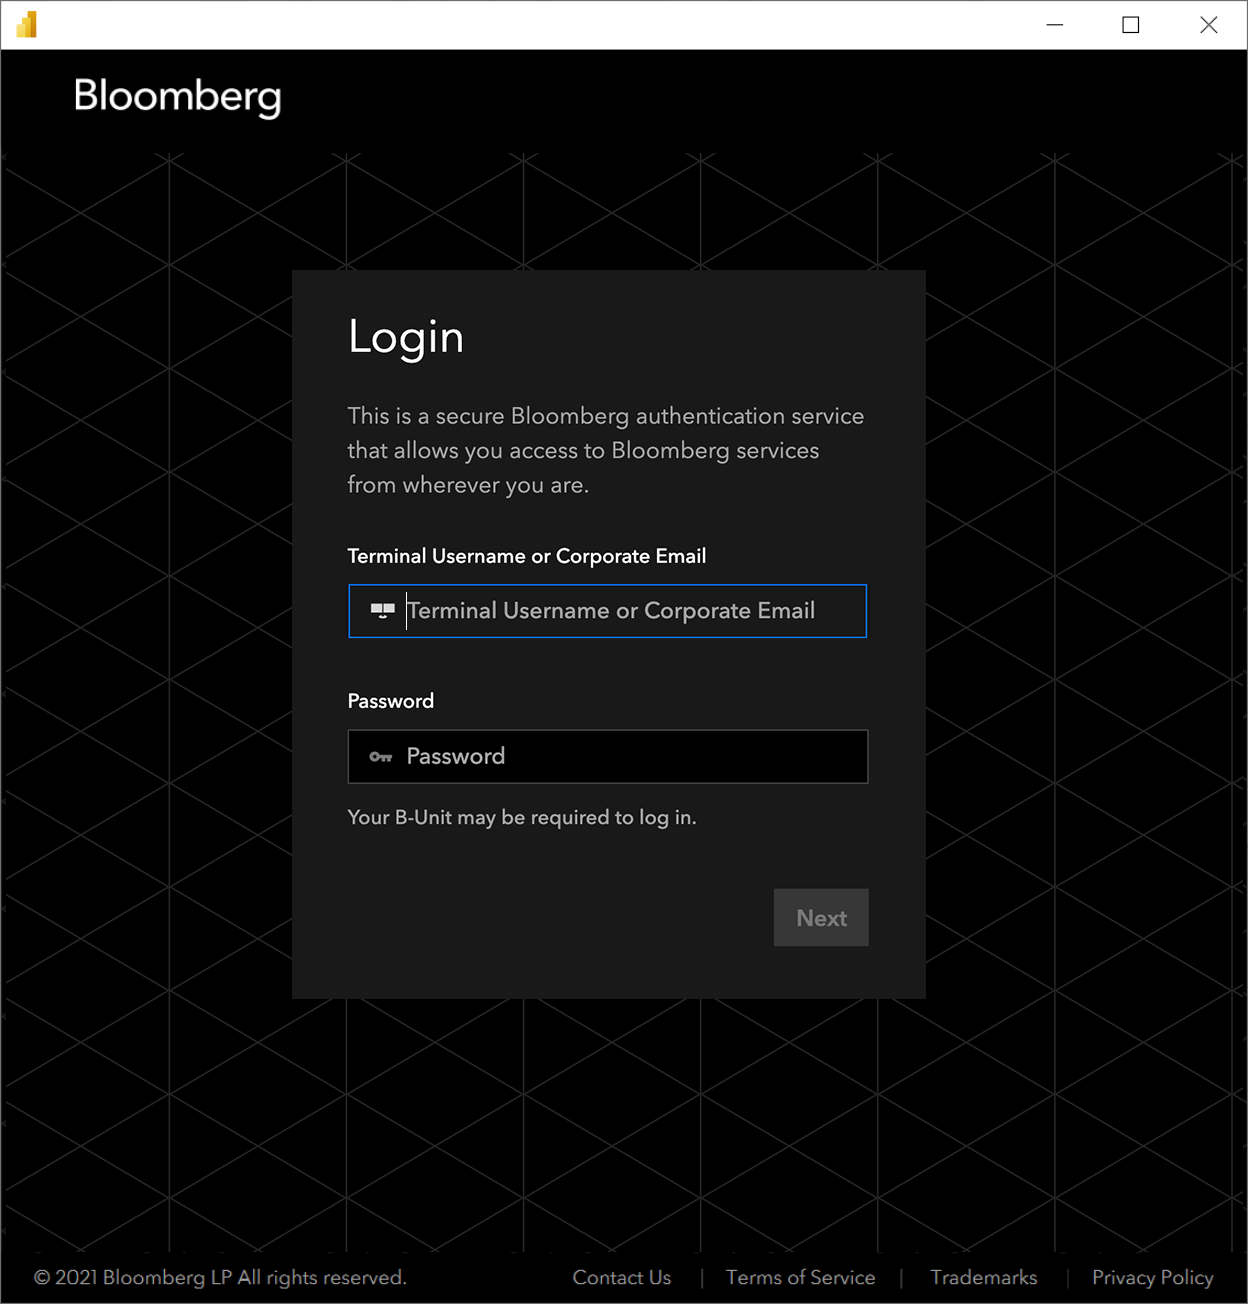 Bloomberg
Login
This is a secure Bloomberg authentication service
that allows you access to Bloomberg services
from wherever you are.
Terminal Username or Corporate Email
Terminal Username or Corporate Email
Password
Password
Your B-Unit may be required to log in.
Next
© 2021 Bloomberg LP All rights reserved. Contact Us | Terms of Service | Trademarks | Privacy Policy